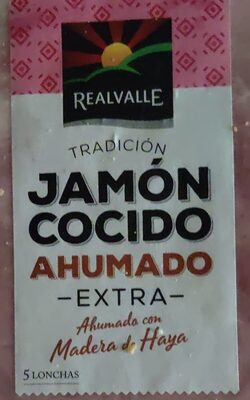 REALVALLE
TRADICIÓN
JAMÓN
COCIDO
AHUMADO
–EXTRA–
Ahumado con
Madera de Haya
5 LONCHAS